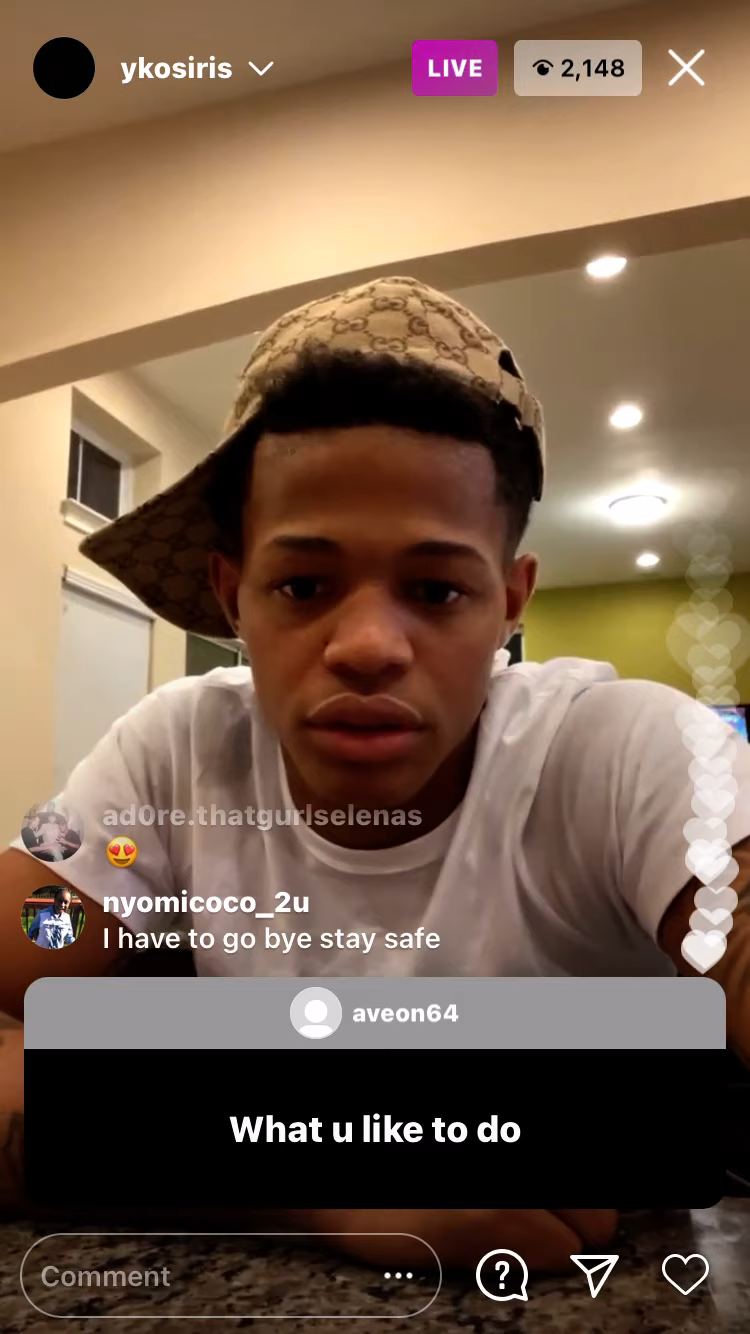 ykosiris
LIVE
2,148
ad0re.thatgurlselenas
😍
nyomicoco_2u
I have to go bye stay safe
aveon64
What u like to do
Comment